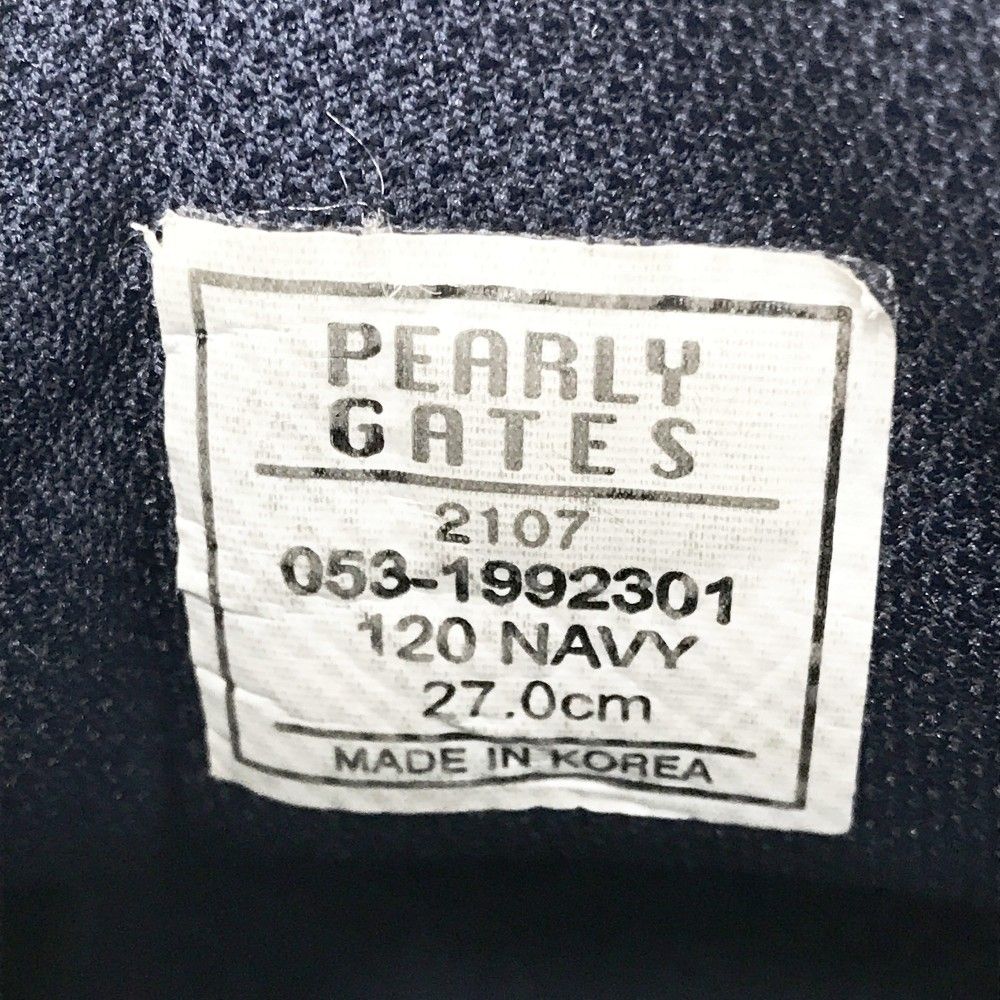 PEARLY
GATES
2107
053-1992301
120 NAVY
27.0cm
MADE IN KOREA